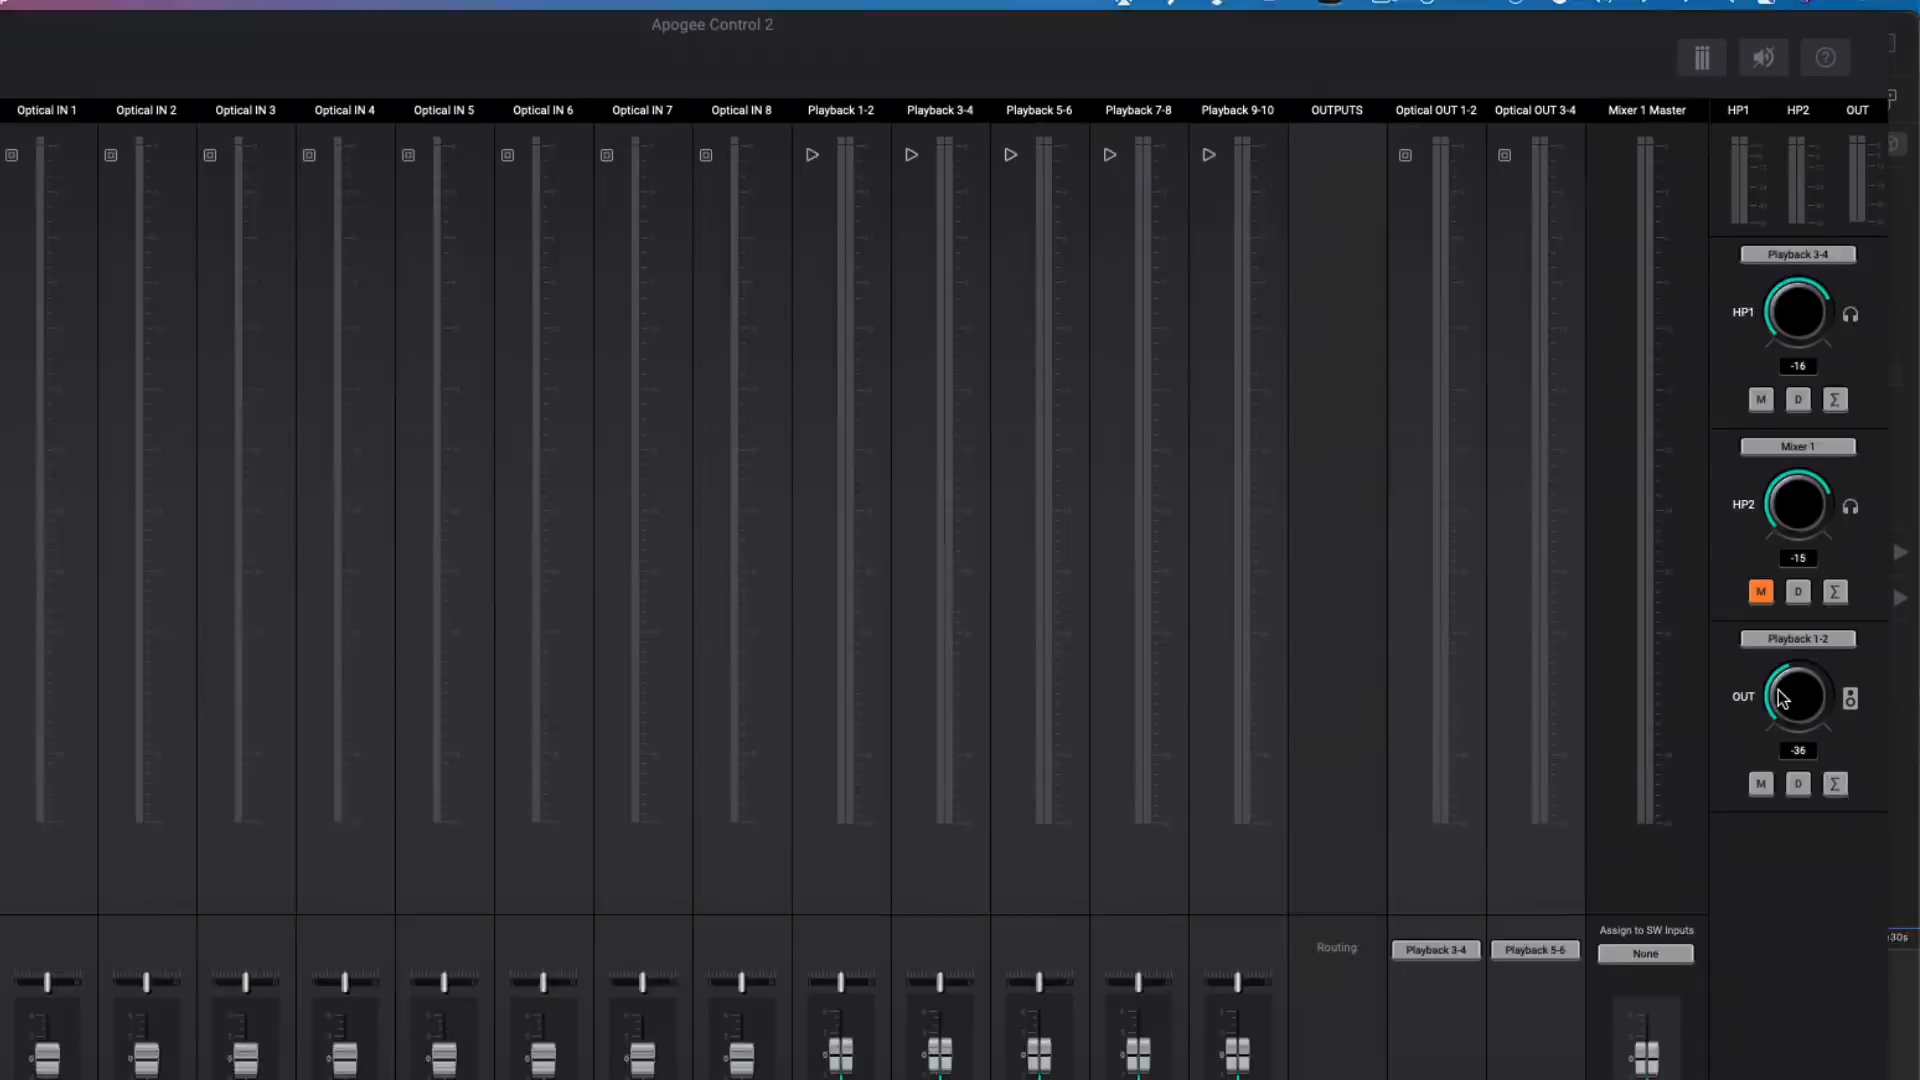 Apogee Control 2
Optical IN 1 Optical IN 2 Optical IN 3 Optical IN 4 Optical IN 5 Optical IN 6 Optical IN 7 Optical IN 8 Playback 1-2 Playback 3-4 Playback 5-6 Playback 7-8 Playback 9-10 OUTPUTS Optical OUT 1-2 Optical OUT 3-4 Mixer 1 Master HP1 HP2 OUT
Playback 3-4
HP1
-16
M D Σ
Mixer 1
HP2
-15
M D Σ
Playback 1-2
OUT
-36
M D Σ
Assign to SW Inputs
Routing Playback 3-4 Playback 5-6 None
30s